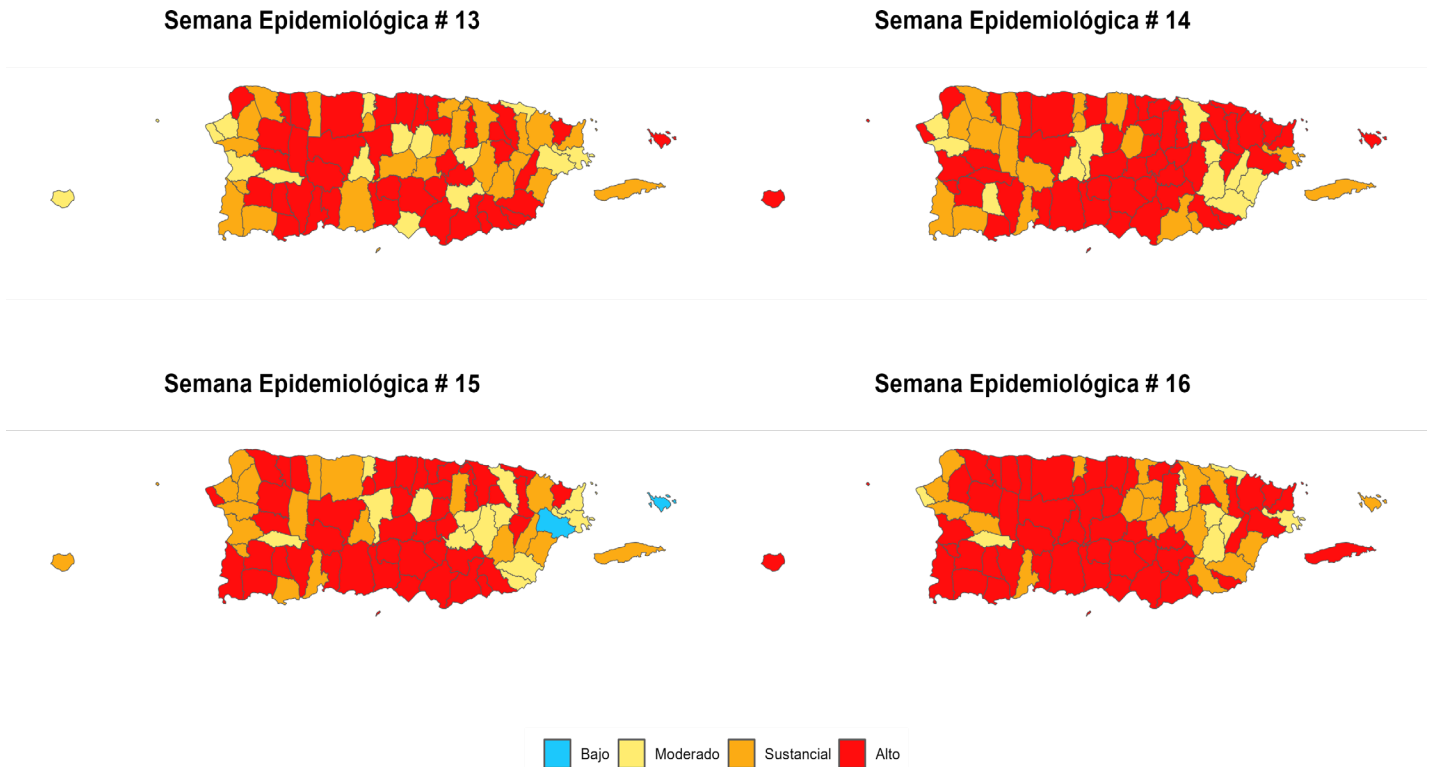 Semana Epidemiológica # 13
Semana Epidemiológica # 14
Semana Epidemiológica # 15
Semana Epidemiológica # 16
Bajo Moderado Sustancial Alto